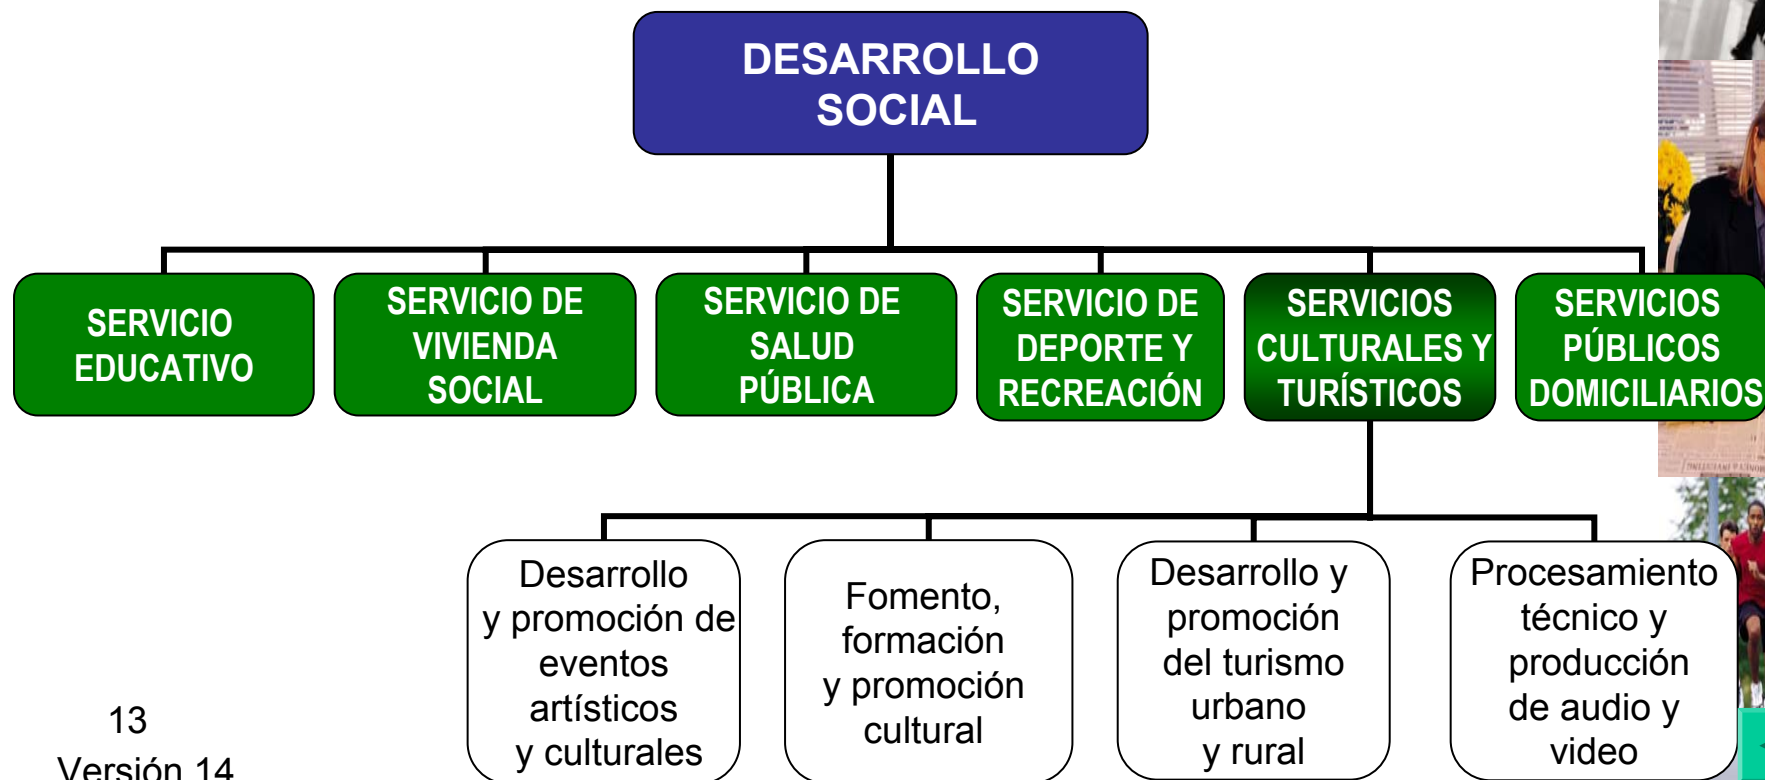 DESARROLLO
SOCIAL
SERVICIO
EDUCATIVO
SERVICIO DE
VIVIENDA
SOCIAL
SERVICIO DE
SALUD
PÚBLICA
SERVICIO DE
DEPORTE Y
RECREACIÓN
SERVICIOS
CULTURALES Y
TURÍSTICOS
SERVICIOS
PÚBLICOS
DOMICILIARIOS
Desarrollo
y promoción de
eventos
artísticos
y culturales
Fomento,
formación
y promoción
cultural
Desarrollo y
promoción
del turismo
urbano
y rural
Procesamiento
técnico y
producción
de audio y
video
13
Versión 14